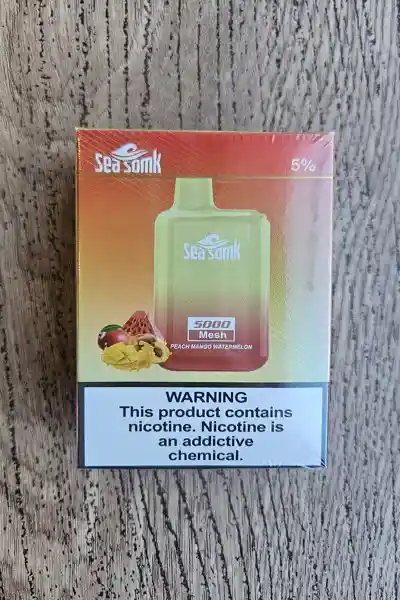 Sea somk
5%
Sea somk
5000
Mesh
PEACH MANGO WATERMELON
WARNING
This product contains
nicotine. Nicotine is
an addictive
chemical.